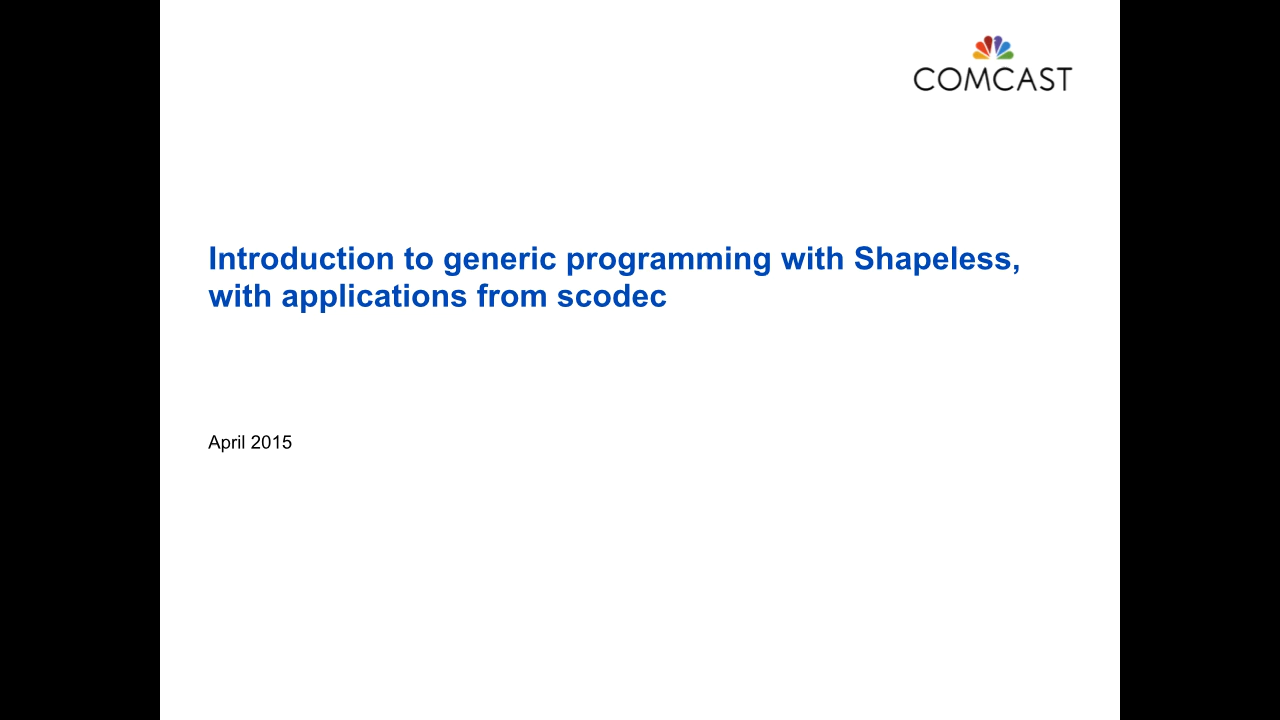 COMCAST
Introduction to generic programming with Shapeless,
with applications from scodec
April 2015